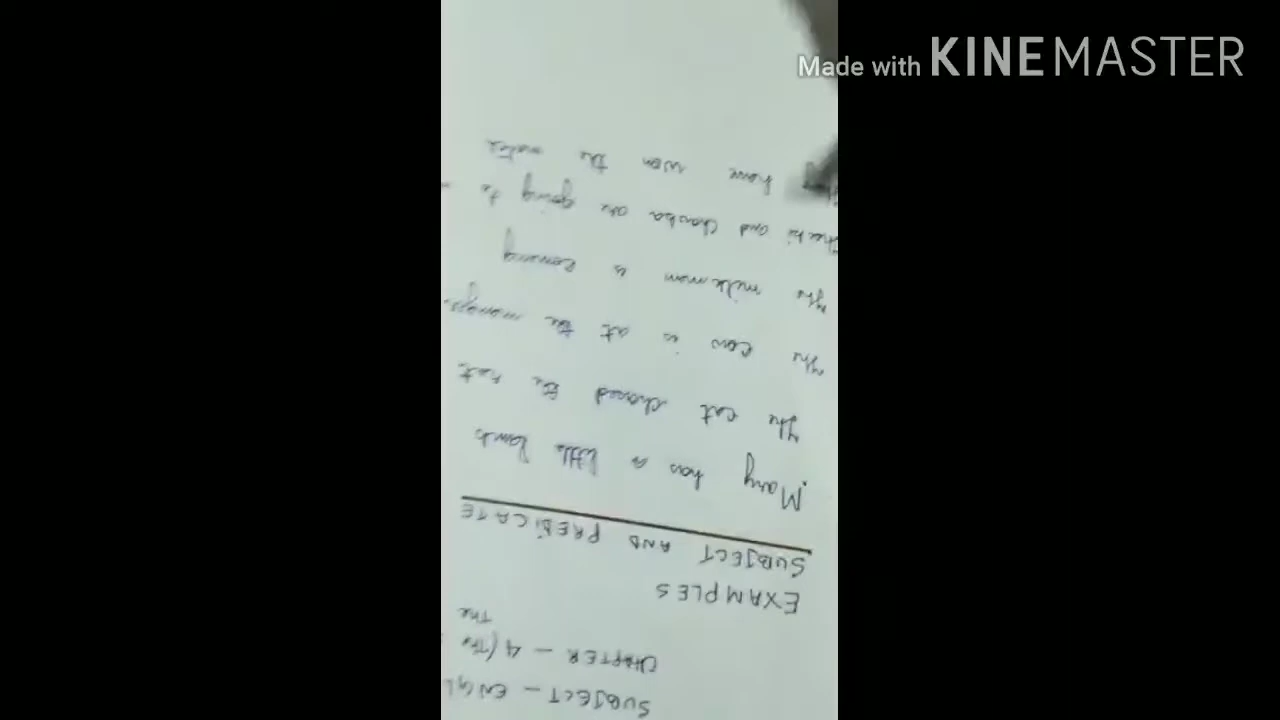 Made with KINEMASTER
SUBJECT - ENGL
CHAPTER - 4 (The
The
EXAMPLES
SUBJECT AND PREDICATE
Mary has a little lamb
The cat chased the rat
The cow is at the manger
The milkman is coming
and are going to
have won the match